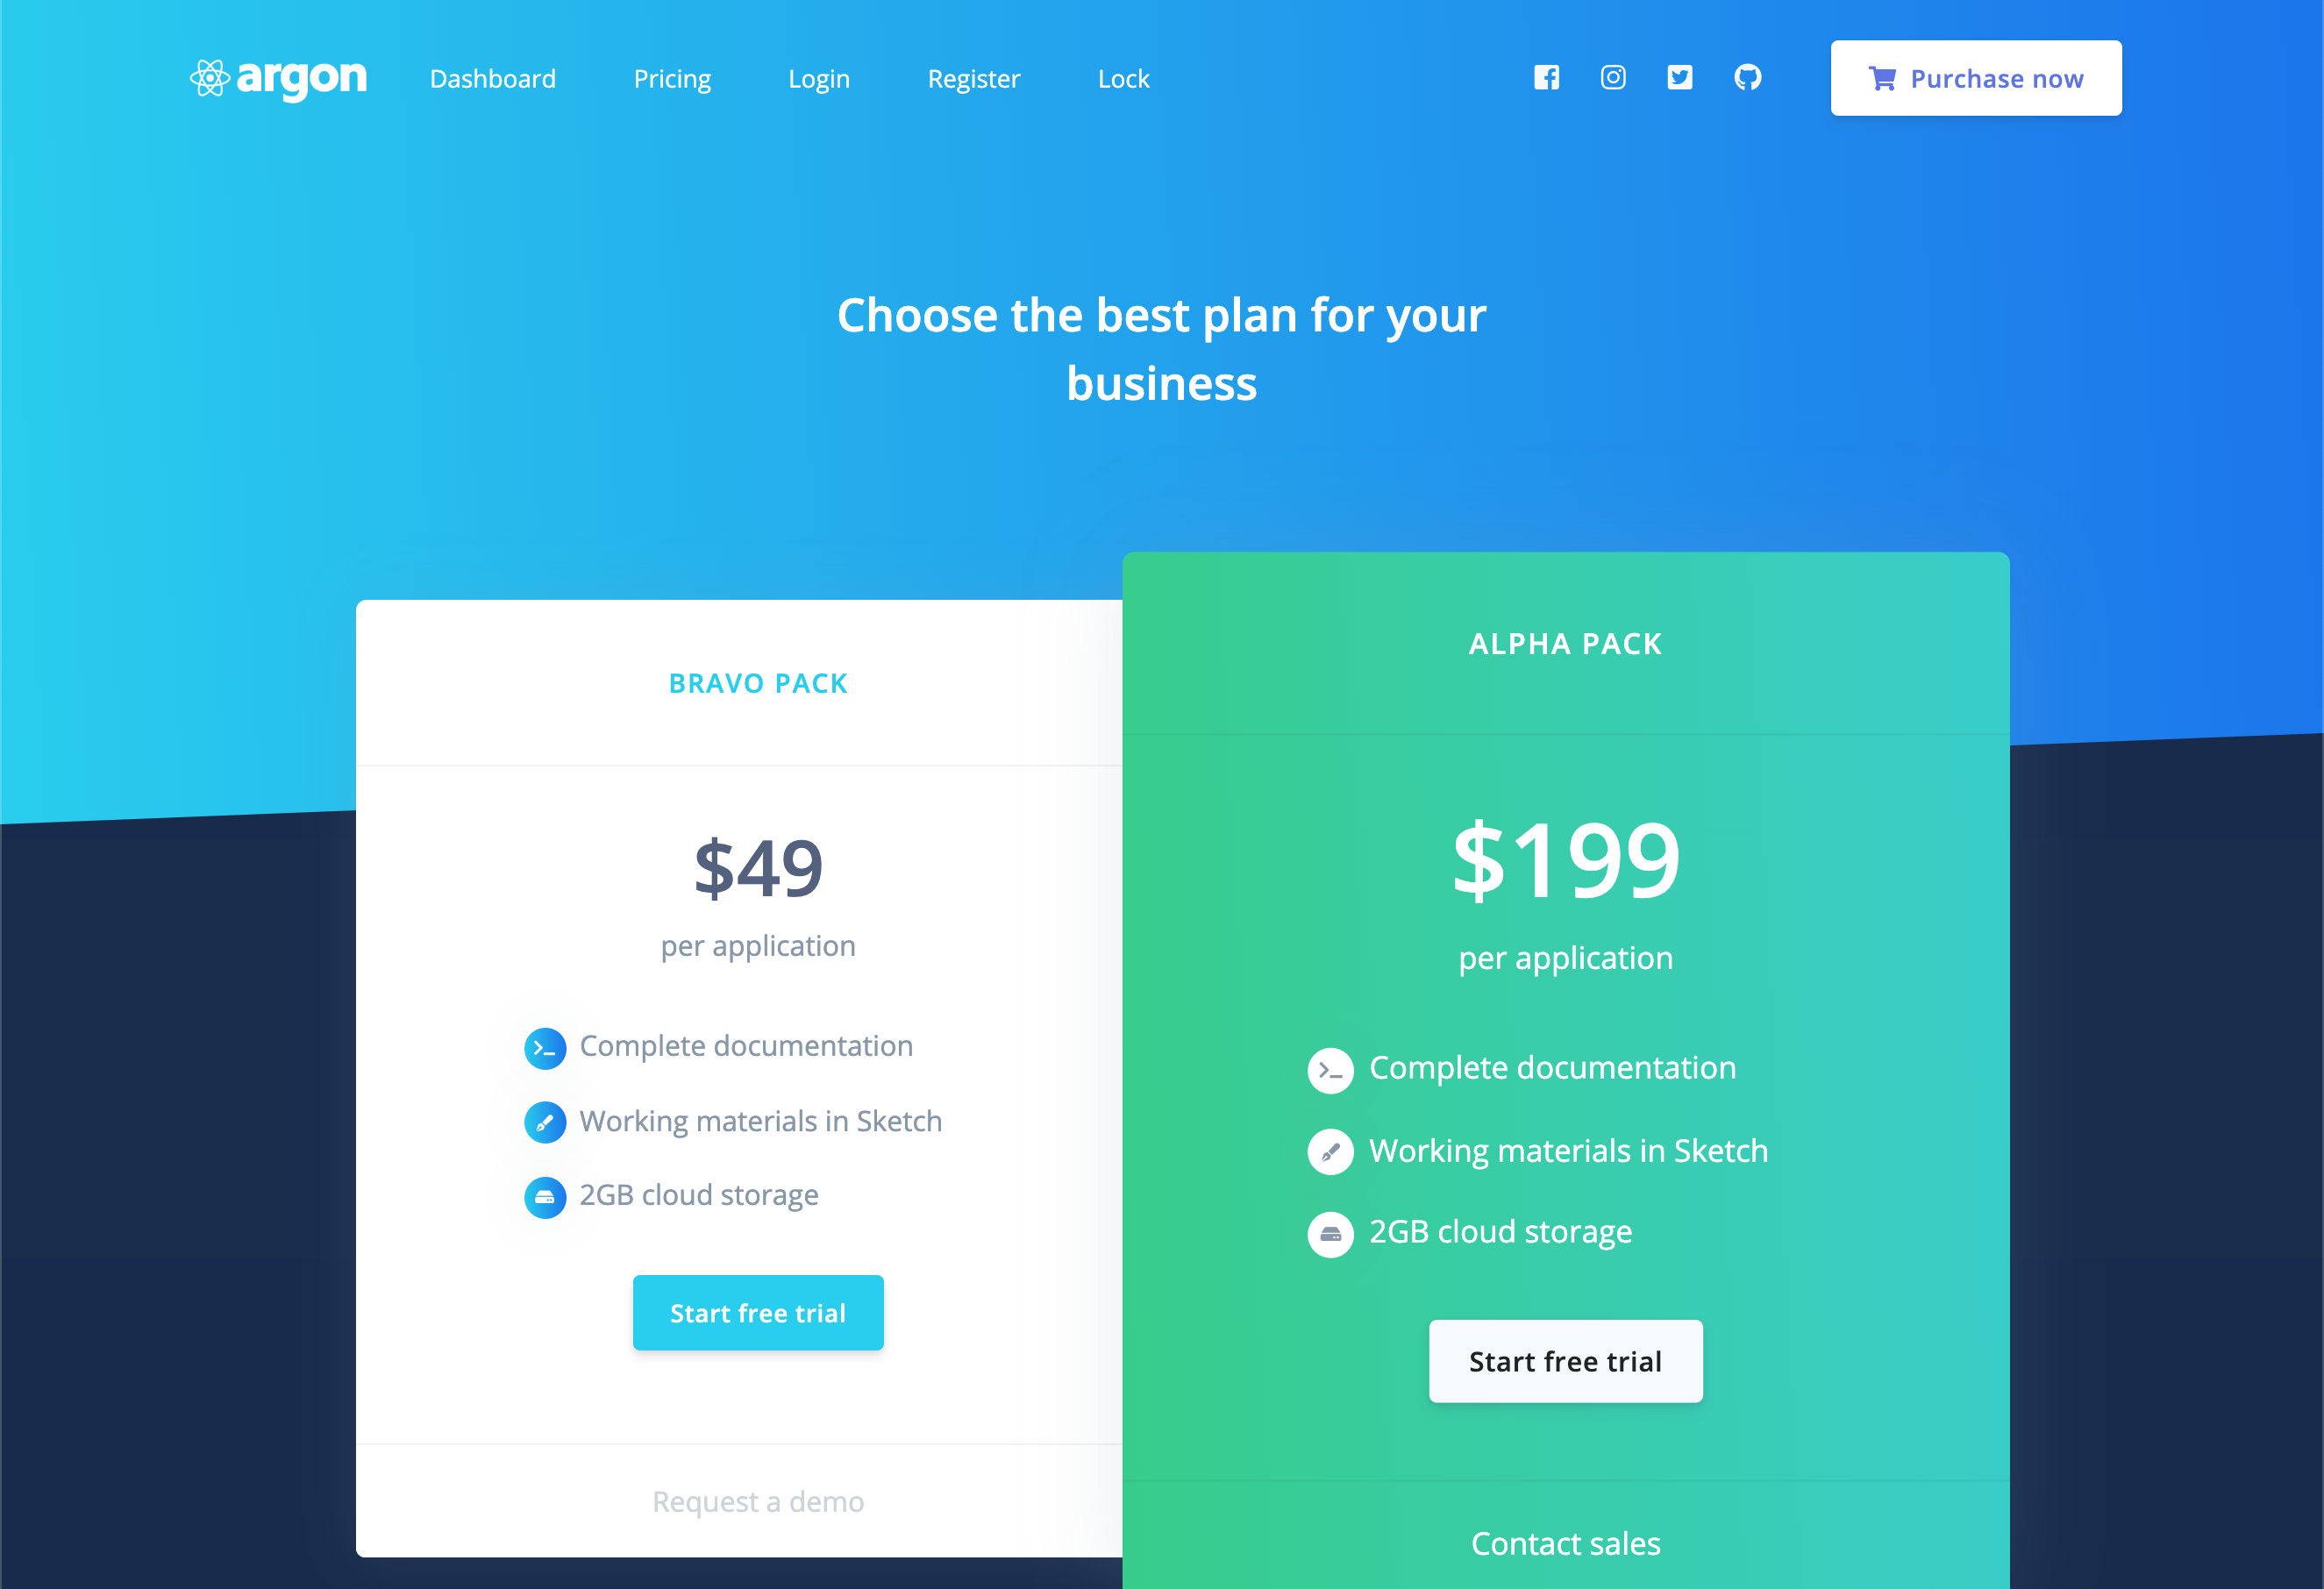 argon
Dashboard
Pricing
Login
Register
Lock
Purchase now
Choose the best plan for your
business
BRAVO PACK
$49
per application
Complete documentation
Working materials in Sketch
2GB cloud storage
Start free trial
Request a demo
ALPHA PACK
$199
per application
Complete documentation
Working materials in Sketch
2GB cloud storage
Start free trial
Contact sales